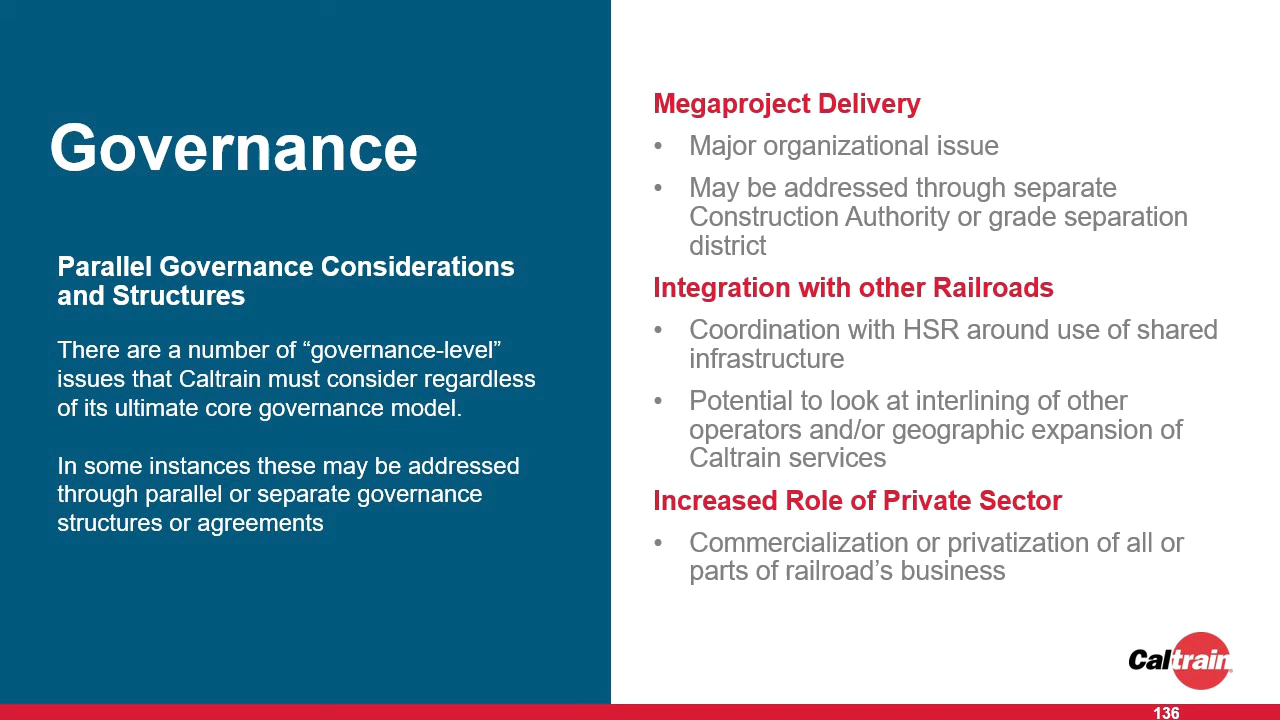 Governance
Parallel Governance Considerations
and Structures
There are a number of “governance-level”
issues that Caltrain must consider regardless
of its ultimate core governance model.
In some instances these may be addressed
through parallel or separate governance
structures or agreements
Megaproject Delivery
• Major organizational issue
• May be addressed through separate
Construction Authority or grade separation
district
Integration with other Railroads
• Coordination with HSR around use of shared
infrastructure
• Potential to look at interlining of other
operators and/or geographic expansion of
Caltrain services
Increased Role of Private Sector
• Commercialization or privatization of all or
parts of railroad’s business
Caltrain
136